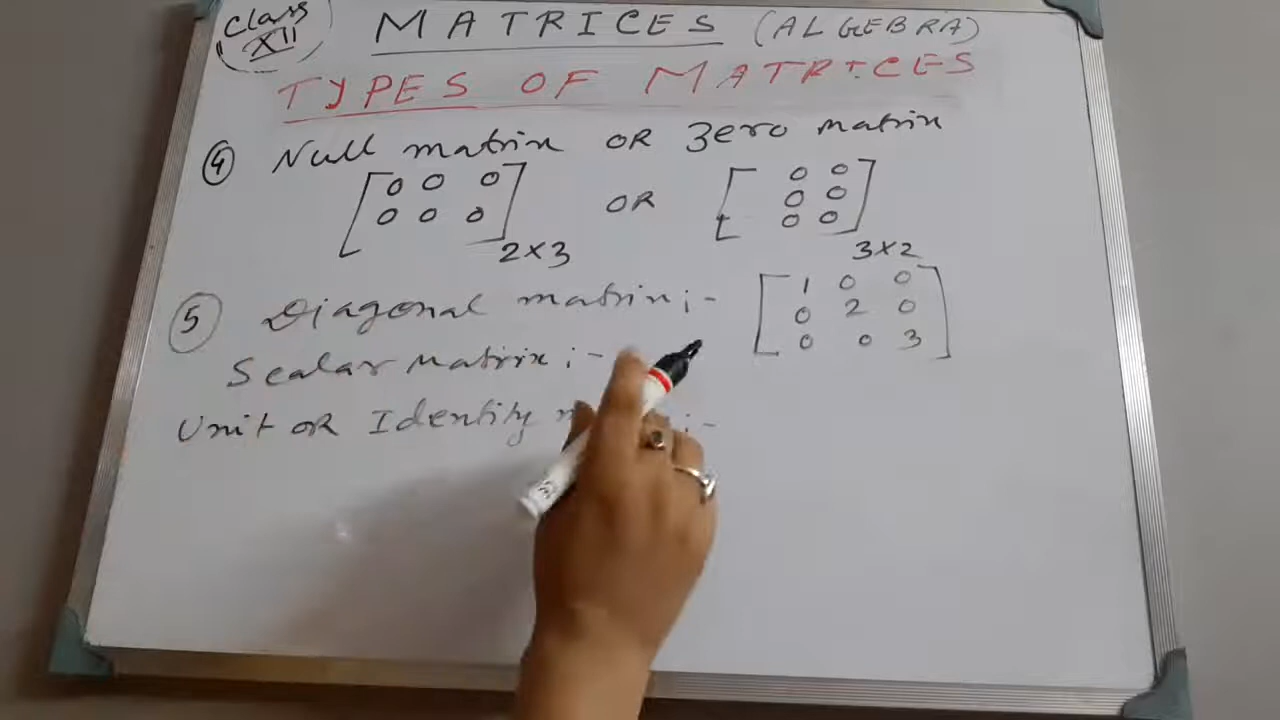 Class XII
MATRICES (ALGEBRA)
TYPES OF MATRICES
④ Null matrix OR Zero matrix
[0 0 0
0 0 0] 2×3
OR
[0 0
0 0
0 0] 3×2
⑤ Diagonal matrix :-
[1 0 0
0 2 0
0 0 3]
Scalar Matrix :-
Unit OR Identity :-